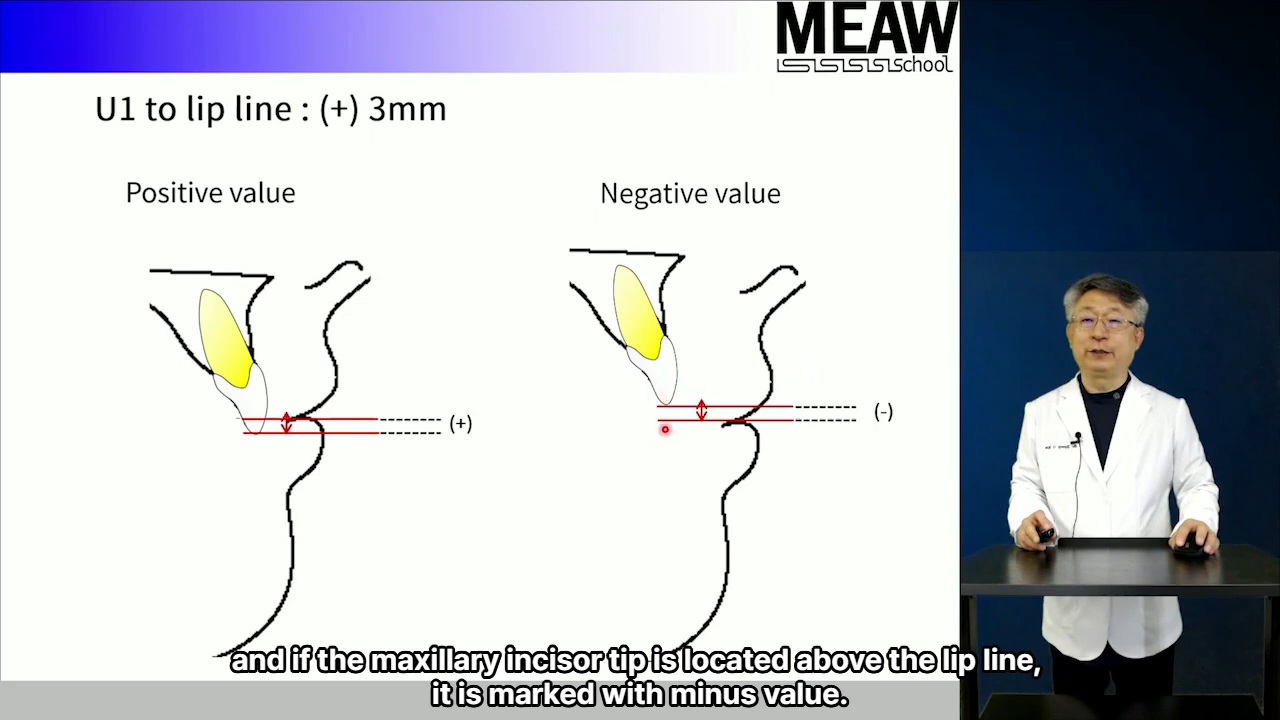 MEAW
school
U1 to lip line : (+) 3mm
Positive value
Negative value
(+)
(-)
and if the maxillary incisor tip is located above the lip line,
it is marked with minus value.